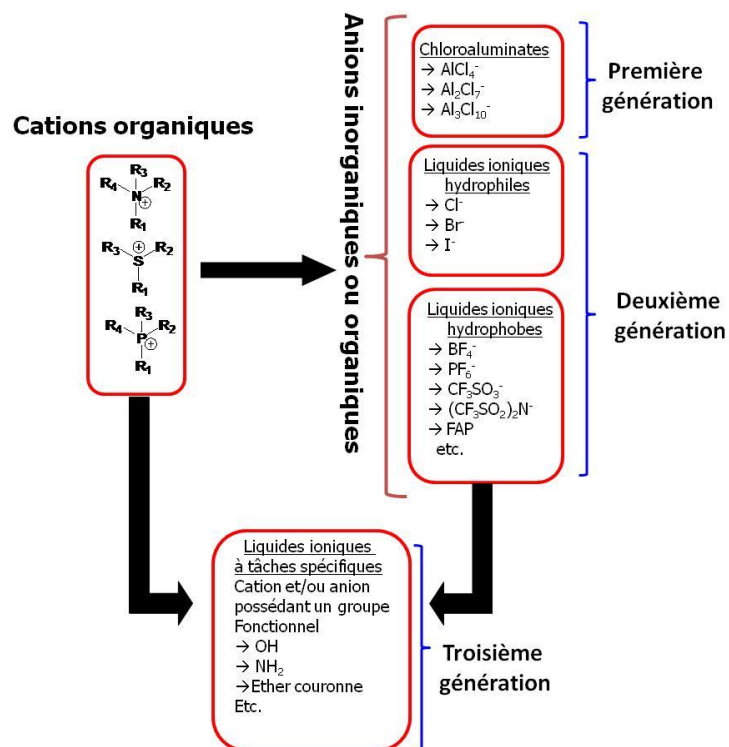 Cations organiques
R₃
R₄ R₂
N
⊕
R₁
⊕
R₃ R₂
S
R₁
R₃
R₄ R₂
P
⊕
R₁
Anions inorganiques ou organiques
Chloroaluminates
→ AlCl₄⁻
→ Al₂Cl₇⁻
→ Al₃Cl₁₀⁻
Première
génération
Liquides ioniques
hydrophiles
→ Cl⁻
→ Br⁻
→ I⁻
Liquides ioniques
hydrophobes
→ BF₄⁻
→ PF₆⁻
→ CF₃SO₃⁻
→ (CF₃SO₂)₂N⁻
→ FAP
etc.
Deuxième
génération
Liquides ioniques
à tâches spécifiques
Cation et/ou anion
possédant un groupe
Fonctionnel
→ OH
→ NH₂
→Ether couronne
Etc.
Troisième
génération